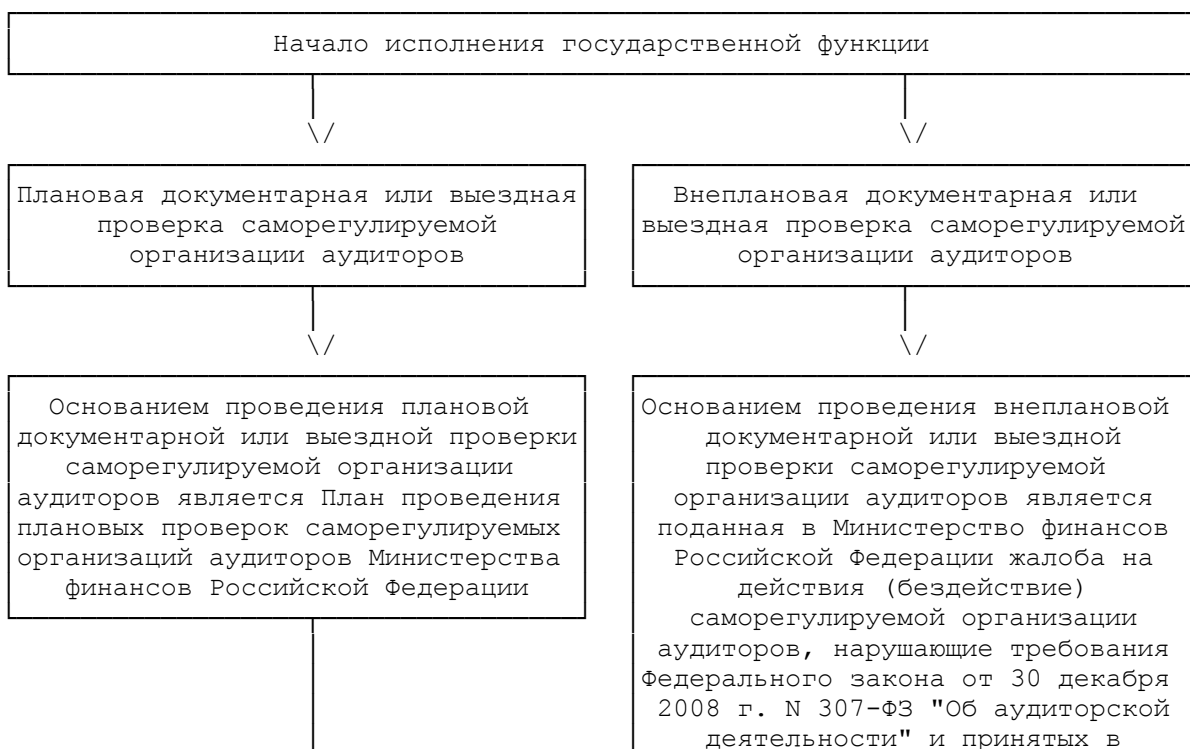 Начало исполнения государственной функции
Плановая документарная или выездная
проверка саморегулируемой
организации аудиторов
Внеплановая документарная или
выездная проверка саморегулируемой
организации аудиторов
Основанием проведения плановой
документарной или выездной проверки
саморегулируемой организации
аудиторов является План проведения
плановых проверок саморегулируемых
организаций аудиторов Министерства
финансов Российской Федерации
Основанием проведения внеплановой
документарной или выездной
проверки саморегулируемой
организации аудиторов является
поданная в Министерство финансов
Российской Федерации жалоба на
действия (бездействие)
саморегулируемой организации
аудиторов, нарушающие требования
Федерального закона от 30 декабря
2008 г. N 307-ФЗ "Об аудиторской
деятельности" и принятых в